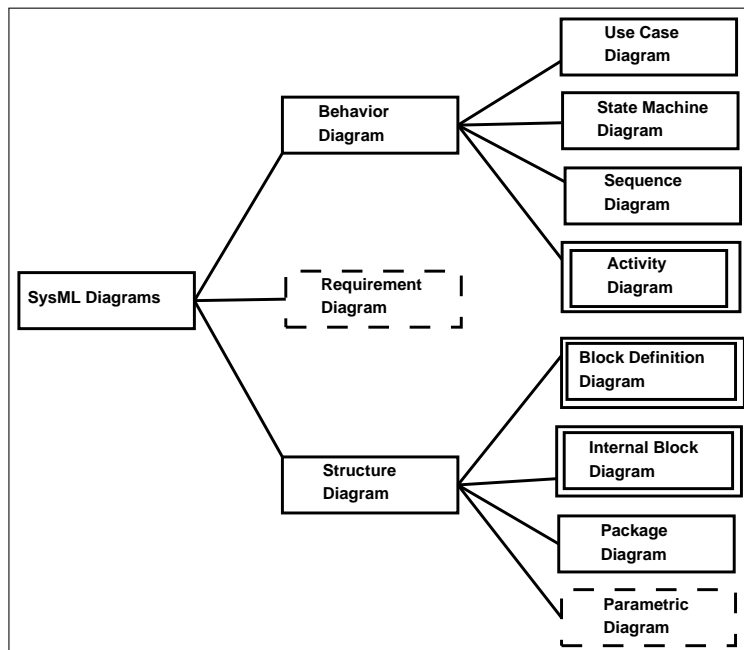 Use Case
Diagram
Behavior
Diagram
State Machine
Diagram
Sequence
Diagram
Activity
Diagram
SysML Diagrams
Requirement
Diagram
Block Definition
Diagram
Internal Block
Diagram
Structure
Diagram
Package
Diagram
Parametric
Diagram